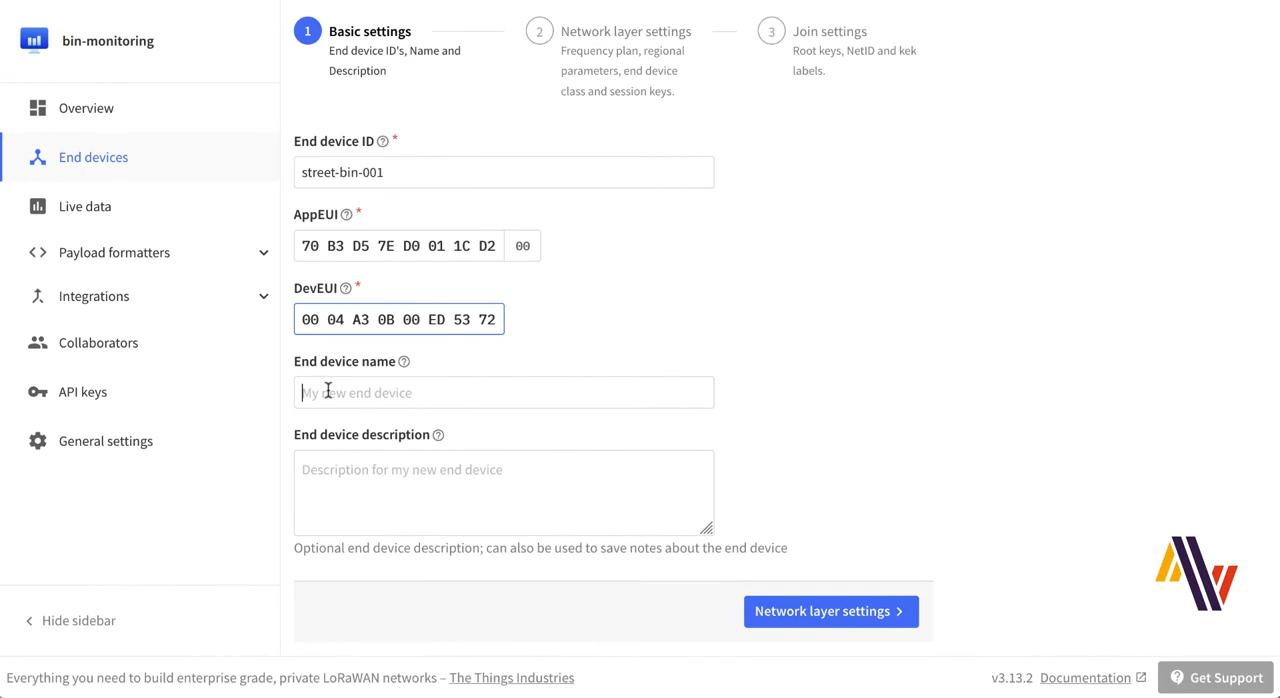 bin-monitoring
Overview
End devices
Live data
Payload formatters
Integrations
Collaborators
API keys
General settings
Hide sidebar
1 Basic settings
End device ID's, Name and
Description
2 Network layer settings
Frequency plan, regional
parameters, end device
class and session keys.
3 Join settings
Root keys, NetID and kek
labels.
End device ID *
street-bin-001
AppEUI *
70 B3 D5 7E D0 01 1C D2 00
DevEUI *
00 04 A3 0B 00 ED 53 72
End device name
My new end device
End device description
Description for my new end device
Optional end device description; can also be used to save notes about the end device
Network layer settings
Everything you need to build enterprise grade, private LoRaWAN networks – The Things Industries
v3.13.2 Documentation Get Support